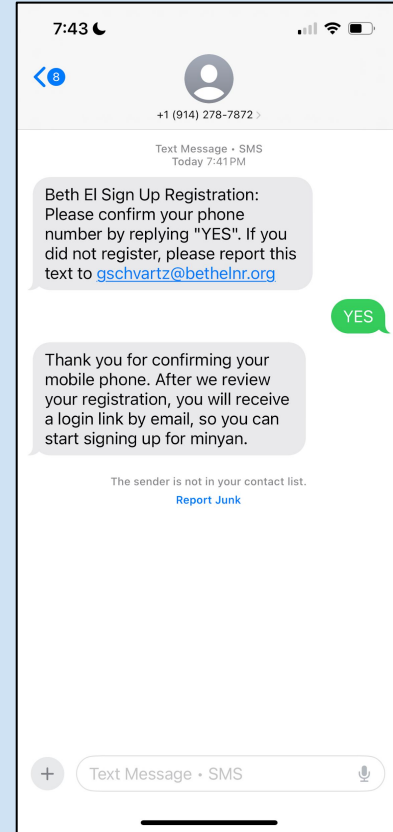 7:43
8
+1 (914) 278-7872 >
Text Message • SMS
Today 7:41 PM
Beth El Sign Up Registration:
Please confirm your phone
number by replying "YES". If you
did not register, please report this
text to gschvartz@bethelnr.org
YES
Thank you for confirming your
mobile phone. After we review
your registration, you will receive
a login link by email, so you can
start signing up for minyan.
The sender is not in your contact list.
Report Junk
+
Text Message • SMS